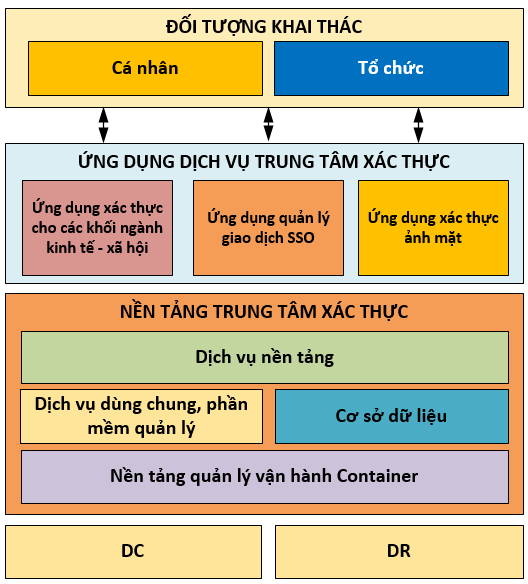 ĐỐI TƯỢNG KHAI THÁC
Cá nhân
Tổ chức
ỨNG DỤNG DỊCH VỤ TRUNG TÂM XÁC THỰC
Ứng dụng xác thực
cho các khối ngành
kinh tế - xã hội
Ứng dụng quản lý
giao dịch SSO
Ứng dụng xác thực
ảnh mặt
NỀN TẢNG TRUNG TÂM XÁC THỰC
Dịch vụ nền tảng
Dịch vụ dùng chung, phần
mềm quản lý
Cơ sở dữ liệu
Nền tảng quản lý vận hành Container
DC
DR